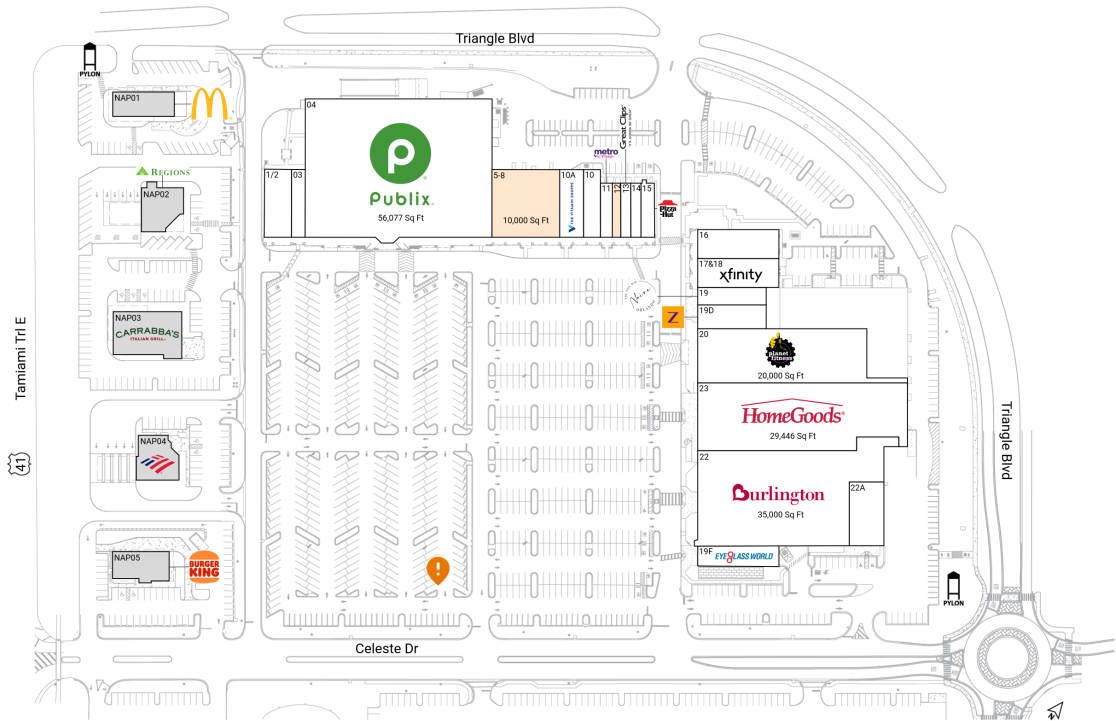 Triangle Blvd
PYLON
NAP01
04
Great Clips
metro
REGIONS
NAP02
Publix.
56,077 Sq Ft
1/2
03
5-8
10,000 Sq Ft
10A
THE VITAMIN SHOPPE
10
11
12
13
14
15
Pizza
Hut
16
17&18
xfinity
19
19D
Z
NAP03
CARRABBA'S
ITALIAN GRILL
20
planet
fitness
20,000 Sq Ft
23
HomeGoods
29,446 Sq Ft
Tamiami Trl E
41
Triangle Blvd
NAP04
22
Burlington
35,000 Sq Ft
22A
19F
EYEGLASS WORLD
NAP05
BURGER
KING
!
PYLON
Celeste Dr
N